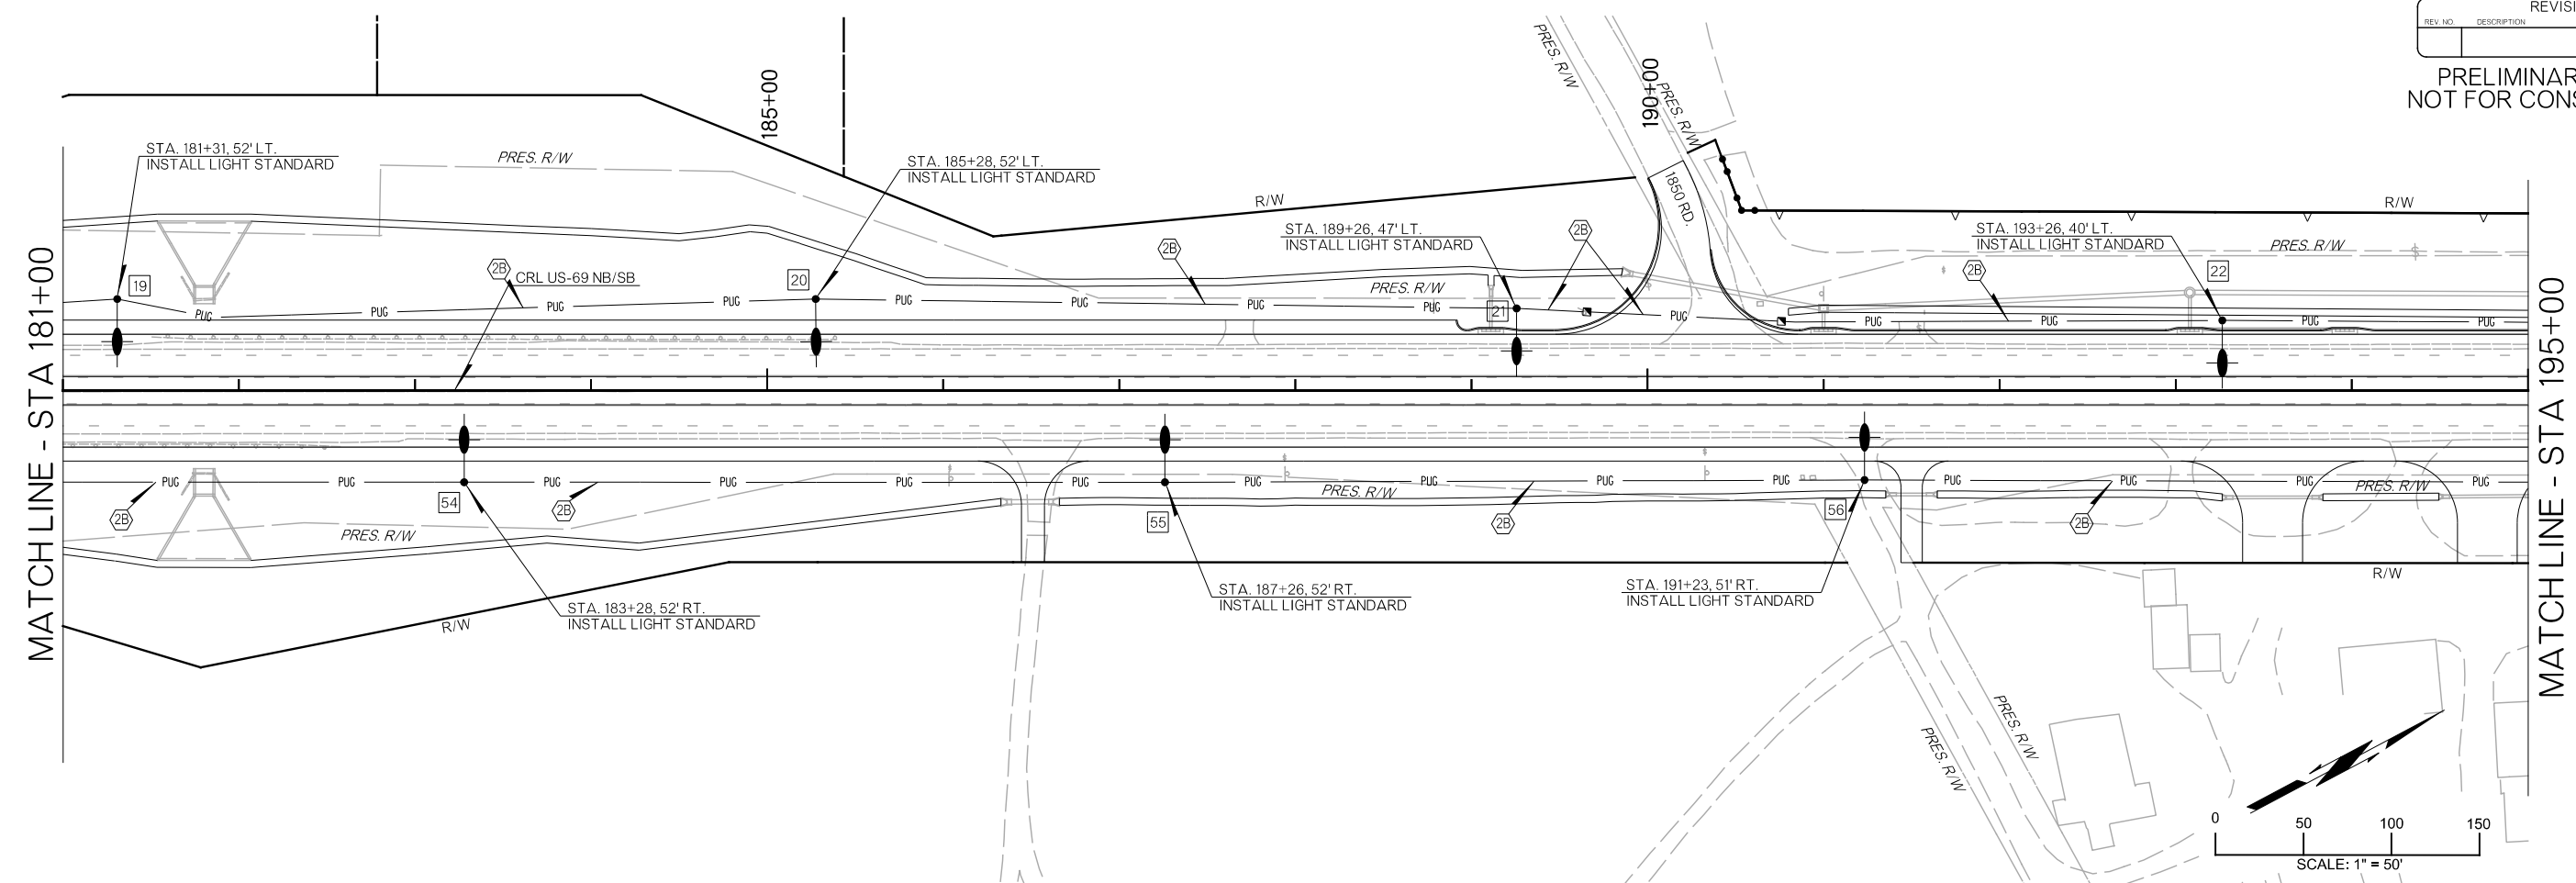 REVISI
REV. NO. DESCRIPTION
PRELIMINAR
NOT FOR CONS
185+00
190+00
PRES. R/W
PRES. R/W
1850 RD.
STA. 181+31, 52' LT.
INSTALL LIGHT STANDARD
PRES. R/W
STA. 185+28, 52' LT.
INSTALL LIGHT STANDARD
R/W
R/W
STA. 189+26, 47' LT.
INSTALL LIGHT STANDARD
STA. 193+26, 40' LT.
INSTALL LIGHT STANDARD
PRES. R/W
2B
2B
2B
CRL US-69 NB/SB
2B
19
20
21
22
PRES. R/W
PUG PUG PUG PUG PUG PUG PUG PUG PUG PUG PUG PUG PUG
MATCHLINE - STA 181+00
MATCHLINE - STA 195+00
PUG PUG PUG PUG PUG PUG PUG PUG PUG PUG PUG PUG PUG PUG
PRES. R/W
PRES. R/W
54
55
56
2B
2B
2B
2B
PRES. R/W
R/W
STA. 183+28, 52' RT.
INSTALL LIGHT STANDARD
STA. 187+26, 52' RT.
INSTALL LIGHT STANDARD
STA. 191+23, 51' RT.
INSTALL LIGHT STANDARD
R/W
PRES. R/W
PRES. R/W
0 50 100 150
SCALE: 1" = 50'